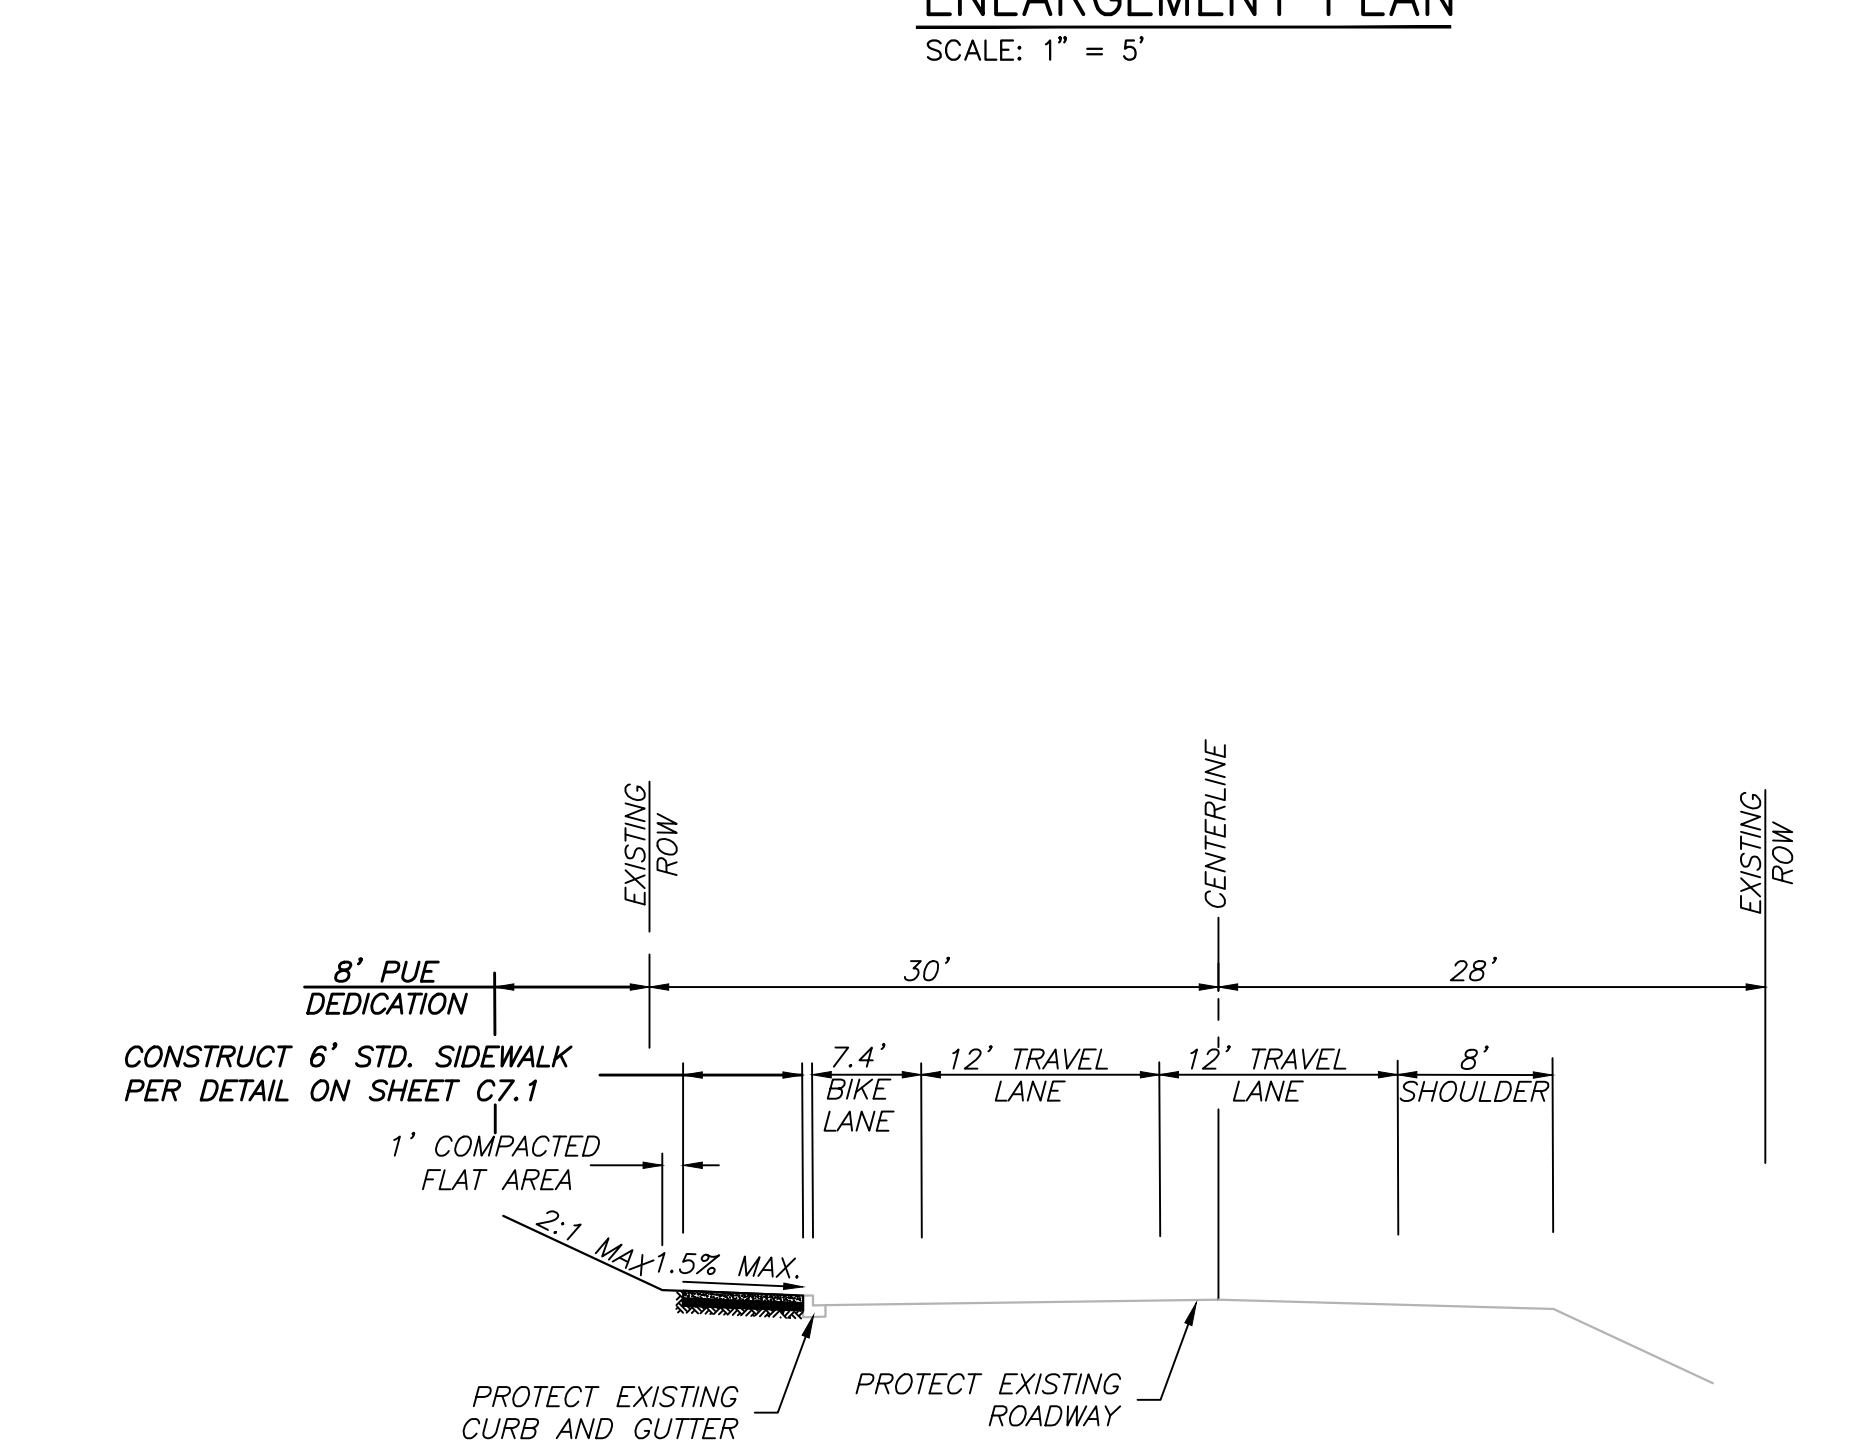 ENLARGEMENT PLAN
SCALE: 1" = 5'
EXISTING
ROW
CENTERLINE
EXISTING
ROW
8' PUE
DEDICATION
30'
28'
CONSTRUCT 6' STD. SIDEWALK
PER DETAIL ON SHEET C7.1
7.4'
BIKE
LANE
12' TRAVEL
LANE
12' TRAVEL
LANE
8'
SHOULDER
1' COMPACTED
FLAT AREA
2:1 MAX
1.5% MAX.
PROTECT EXISTING
CURB AND GUTTER
PROTECT EXISTING
ROADWAY